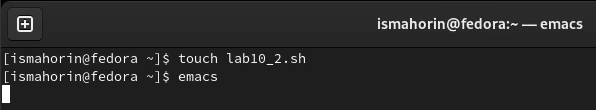 ismahorin@fedora:~ — emacs
[ismahorin@fedora ~]$ touch lab10_2.sh
[ismahorin@fedora ~]$ emacs